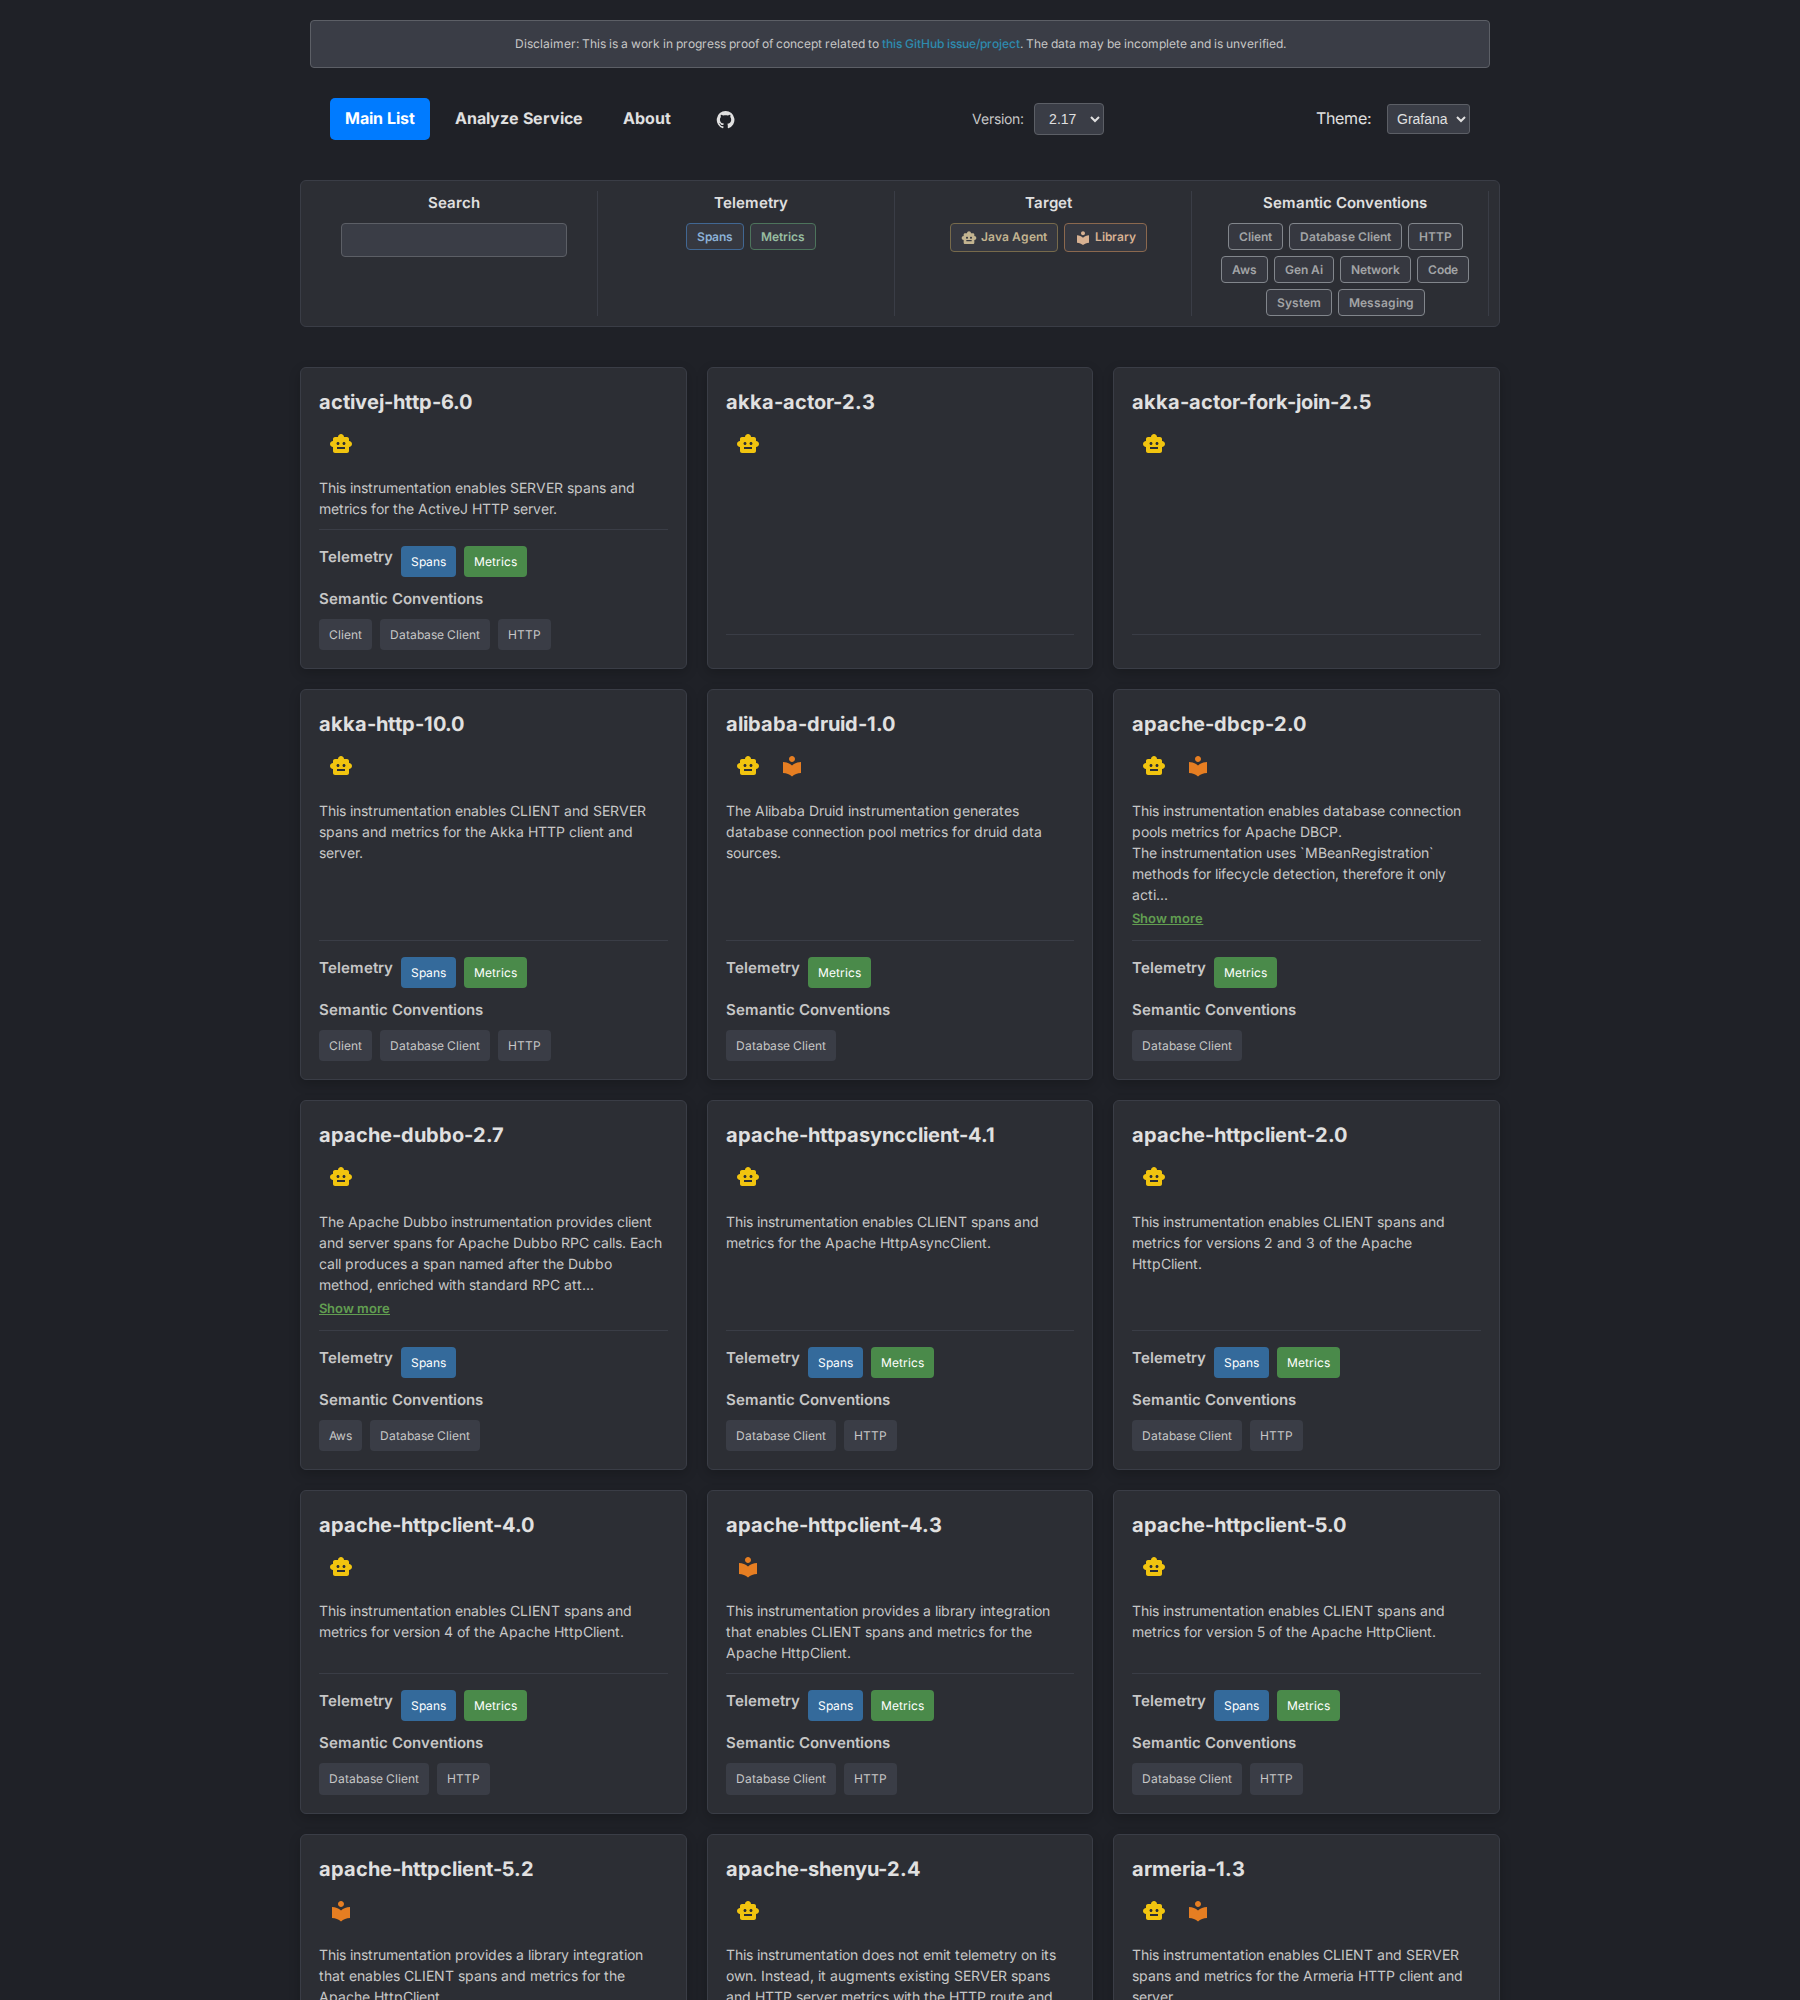 Disclaimer: This is a work in progress proof of concept related to this GitHub issue/project. The data may be incomplete and is unverified.
Main List
Analyze Service
About
Version:
2.17
Theme:
Grafana
Search
Telemetry
Spans
Metrics
Target
Java Agent
Library
Semantic Conventions
Client
Database Client
HTTP
Aws
Gen Ai
Network
Code
System
Messaging
activej-http-6.0
This instrumentation enables SERVER spans and
metrics for the ActiveJ HTTP server.
Telemetry
Spans
Metrics
Semantic Conventions
Client
Database Client
HTTP
akka-actor-2.3
akka-actor-fork-join-2.5
akka-http-10.0
This instrumentation enables CLIENT and SERVER
spans and metrics for the Akka HTTP client and
server.
Telemetry
Spans
Metrics
Semantic Conventions
Client
Database Client
HTTP
alibaba-druid-1.0
The Alibaba Druid instrumentation generates
database connection pool metrics for druid data
sources.
Telemetry
Metrics
Semantic Conventions
Database Client
apache-dbcp-2.0
This instrumentation enables database connection
pools metrics for Apache DBCP.
The instrumentation uses `MBeanRegistration`
methods for lifecycle detection, therefore it only
acti...
Show more
Telemetry
Metrics
Semantic Conventions
Database Client
apache-dubbo-2.7
The Apache Dubbo instrumentation provides client
and server spans for Apache Dubbo RPC calls. Each
call produces a span named after the Dubbo
method, enriched with standard RPC att...
Show more
Telemetry
Spans
Semantic Conventions
Aws
Database Client
apache-httpasyncclient-4.1
This instrumentation enables CLIENT spans and
metrics for the Apache HttpAsyncClient.
Telemetry
Spans
Metrics
Semantic Conventions
Database Client
HTTP
apache-httpclient-2.0
This instrumentation enables CLIENT spans and
metrics for versions 2 and 3 of the Apache
HttpClient.
Telemetry
Spans
Metrics
Semantic Conventions
Database Client
HTTP
apache-httpclient-4.0
This instrumentation enables CLIENT spans and
metrics for version 4 of the Apache HttpClient.
Telemetry
Spans
Metrics
Semantic Conventions
Database Client
HTTP
apache-httpclient-4.3
This instrumentation provides a library integration
that enables CLIENT spans and metrics for the
Apache HttpClient.
Telemetry
Spans
Metrics
Semantic Conventions
Database Client
HTTP
apache-httpclient-5.0
This instrumentation enables CLIENT spans and
metrics for version 5 of the Apache HttpClient.
Telemetry
Spans
Metrics
Semantic Conventions
Database Client
HTTP
apache-httpclient-5.2
This instrumentation provides a library integration
that enables CLIENT spans and metrics for the
Apache HttpClient
apache-shenyu-2.4
This instrumentation does not emit telemetry on its
own. Instead, it augments existing SERVER spans
and HTTP server metrics with the HTTP route and
armeria-1.3
This instrumentation enables CLIENT and SERVER
spans and metrics for the Armeria HTTP client and
server